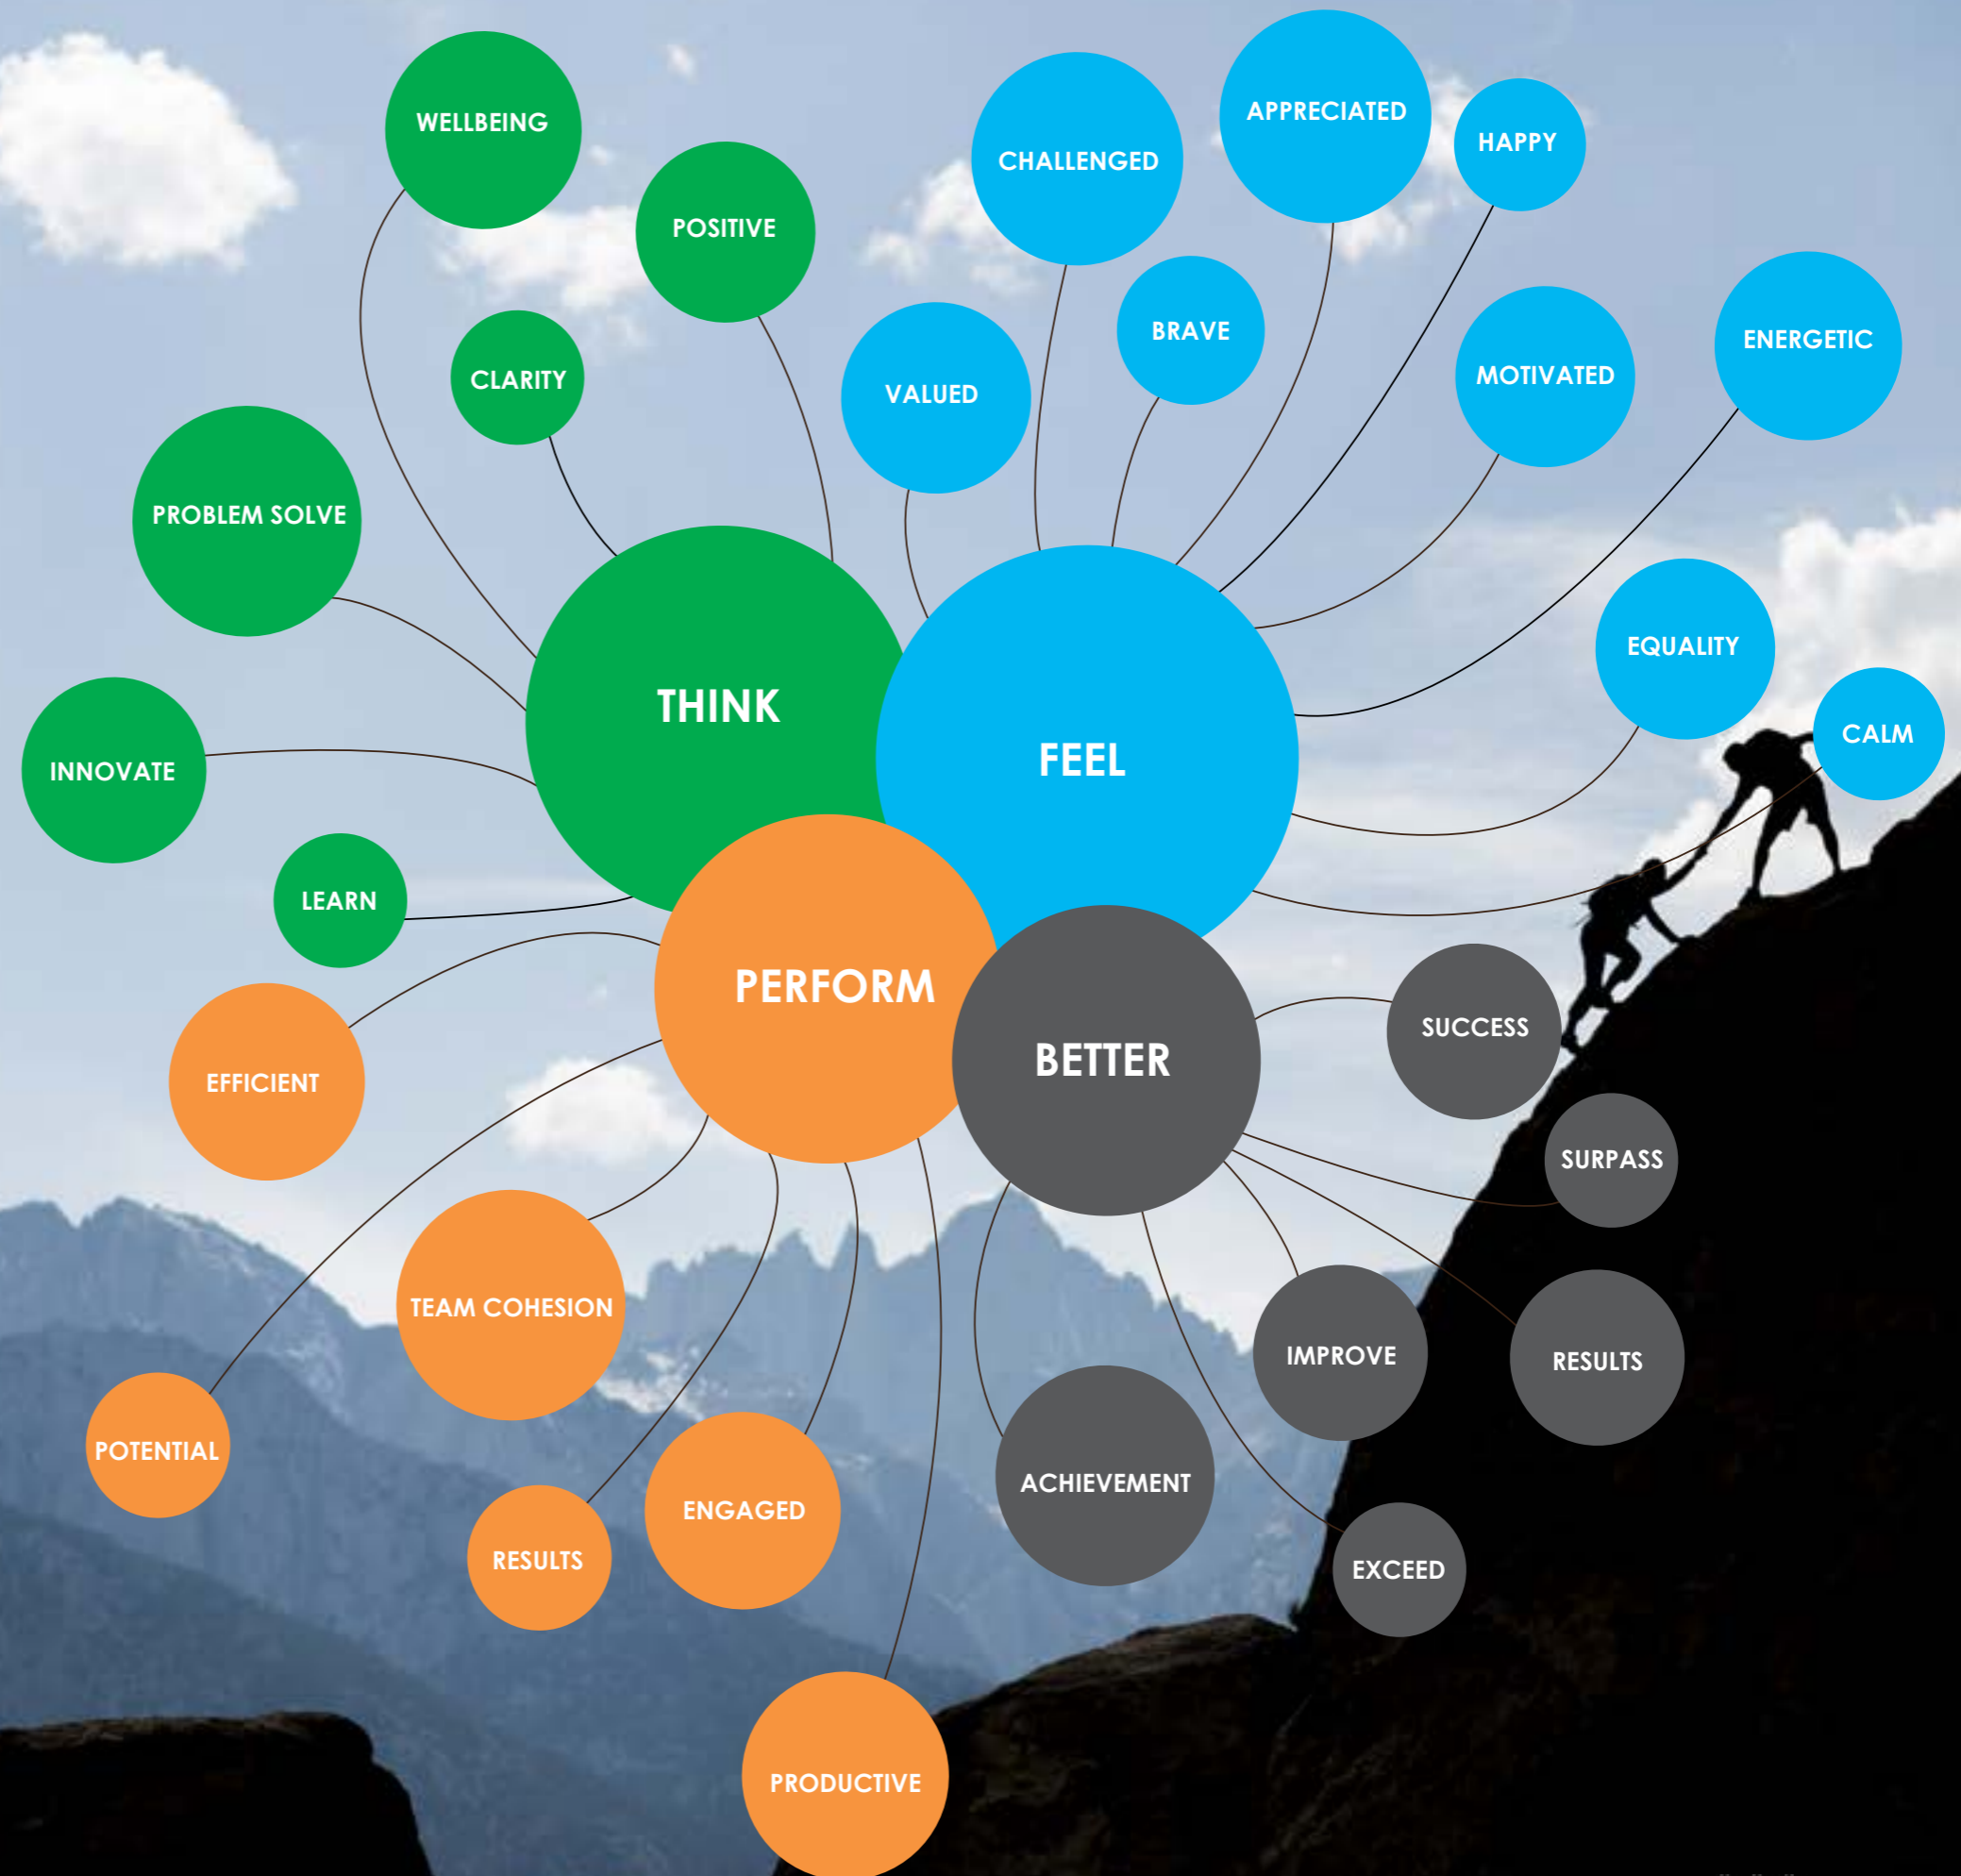 WELLBEING
POSITIVE
CLARITY
PROBLEM SOLVE
INNOVATE
LEARN
THINK
CHALLENGED
APPRECIATED
HAPPY
VALUED
BRAVE
MOTIVATED
ENERGETIC
EQUALITY
CALM
FEEL
PERFORM
EFFICIENT
TEAM COHESION
POTENTIAL
RESULTS
ENGAGED
PRODUCTIVE
BETTER
SUCCESS
SURPASS
IMPROVE
RESULTS
ACHIEVEMENT
EXCEED